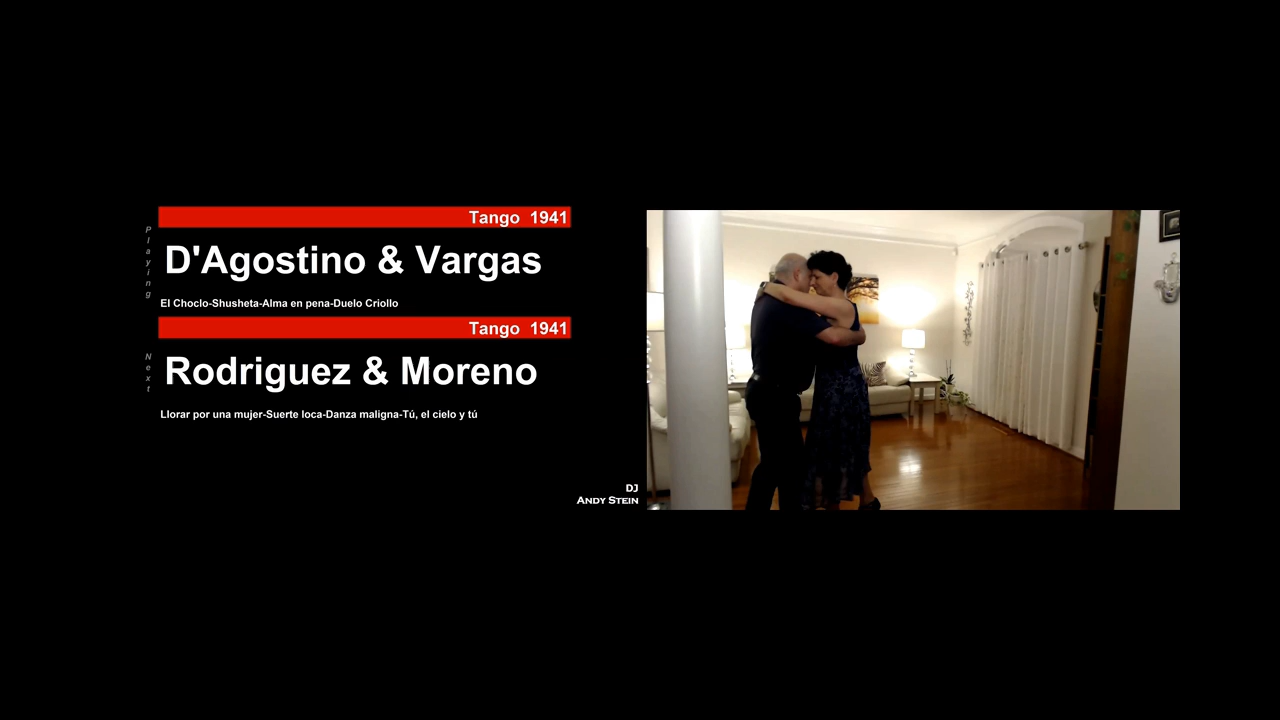 Tango 1941
Playing
D'Agostino & Vargas
El Choclo-Shusheta-Alma en pena-Duelo Criollo
Tango 1941
Next
Rodriguez & Moreno
Llorar por una mujer-Suerte loca-Danza maligna-Tú, el cielo y tú
DJ
ANDY STEIN